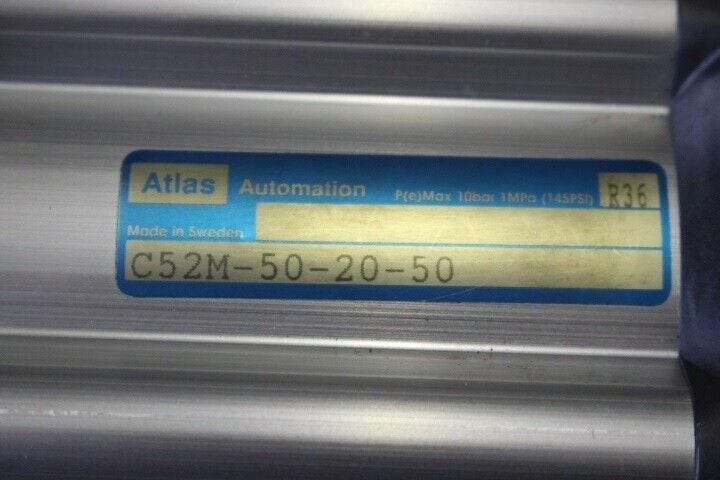 Atlas Automation P(e)Max 10bar 1MPa (145PSI) R36
Made in Sweden
C52M-50-20-50